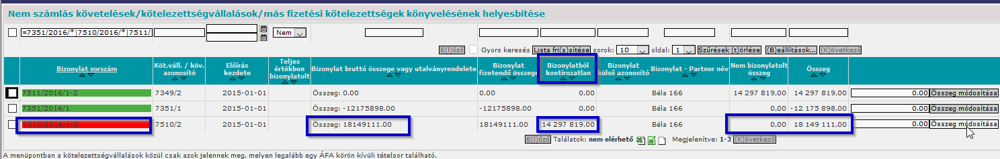 Nem számlás követelések/kötelezettségvállalások/más fizetési kötelezettségek könyvelésének helyesbítése
=7351/2016/*|7510/2016/*|7511/ Nem
E(l)őző Gyors keresés Lista fri(s)sítése sorok: 10 oldal: 1 Szűrések (t)örlése (B)eállítások... (K)övetkező
Bizonylat sorszám Köt.váll. / köv. azonosító Előírás kezdete Teljes értékben bizonylatolt Bizonylat bruttó összege vagy utalványrendelete Bizonylat fizetendő összege Bizonylatból kontírozatlan Bizonylat külső azonosító Bizonylat - Partner név Nem bizonylatolt összeg Összeg
7511/2016/1-2 7349/2 2015-01-01 Összeg: 0.00 0.00 0,00 Béla 166 14 297 819,00 14 297 819,00 0.00 Összeg módosítása
7351/2016/1 7351/1 2015-01-01 Összeg: -12175898.00 -12175898.00 0,00 Béla 166 0,00 -12 175 898,00 0.00 Összeg módosítása
7510/2016/1-2 7510/2 2015-01-01 Összeg: 18149111.00 18149111.00 14 297 819,00 Béla 166 0,00 18 149 111,00 0.00 Összeg módosítása
E(l)őző Találatok: nem elérhető Megjelenítve: 1-3 (K)övetkező
A menüpontban a kötelezettségvállalások közül csak azok jelennek meg, melyen legalább egy ÁFA körön kívüli tételsor található.